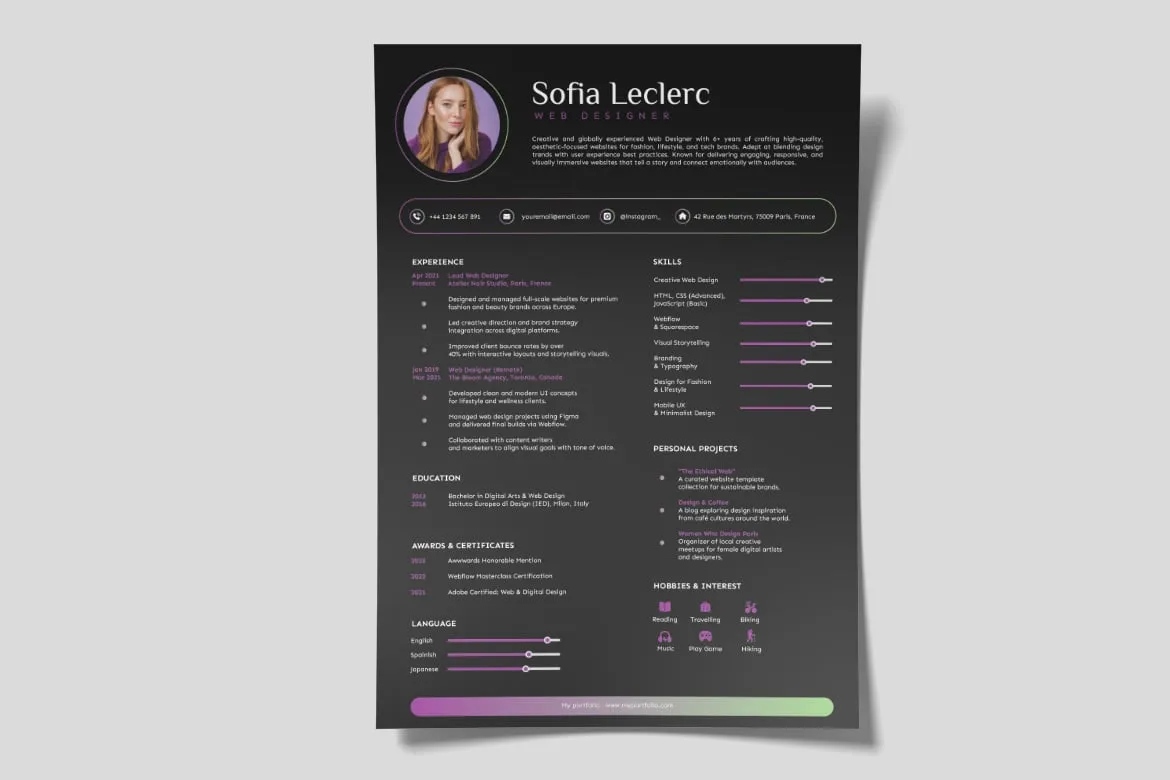 Sofia Leclerc
WEB DESIGNER
Creative and globally experienced Web Designer with 6+ years of crafting high-quality,
aesthetic-focused websites for fashion, lifestyle, and tech brands. Adept at blending design
trends with user experience best practices. Known for delivering engaging, responsive, and
visually immersive websites that tell a story and connect emotionally with audiences.
+44 1234 567 891
youremail@email.com
@instagram_
42 Rue des Martyrs, 75009 Paris, France
EXPERIENCE
Apr 2021 Lead Web Designer
Present Atelier Noir Studio, Paris, France
Designed and managed full-scale websites for premium
fashion and beauty brands across Europe.
Led creative direction and brand strategy
integration across digital platforms.
Improved client bounce rates by over
40% with interactive layouts and storytelling visuals.
Jan 2019 Web Designer (Remote)
Mar 2021 The Bloom Agency, Toronto, Canada
Developed clean and modern UI concepts
for lifestyle and wellness clients.
Managed web design projects using Figma
and delivered final builds via Webflow.
Collaborated with content writers
and marketers to align visual goals with tone of voice.
EDUCATION
Bachelor in Digital Arts & Web Design
2018 Istituto Europeo di Design (IED), Milan, Italy
AWARDS & CERTIFICATES
Awwwards Honorable Mention
2022 Webflow Masterclass Certification
2021 Adobe Certified: Web & Digital Design
LANGUAGE
English
Spainish
Japanese
SKILLS
Creative Web Design
HTML, CSS (Advanced),
JavaScript (Basic)
Webflow
& Squarespace
Visual Storytelling
Branding
& Typography
Design for Fashion
& Lifestyle
Mobile UX
& Minimalist Design
PERSONAL PROJECTS
"The Ethical Web"
A curated website template
collection for sustainable brands.
Design & Coffee
A blog exploring design inspiration
from café cultures around the world.
Women Who Design Paris
Organizer of local creative
meetups for female digital artists
and designers.
HOBBIES & INTEREST
Reading Travelling Biking
Music Play Game Hiking
My portfolio www.myportfolio.com